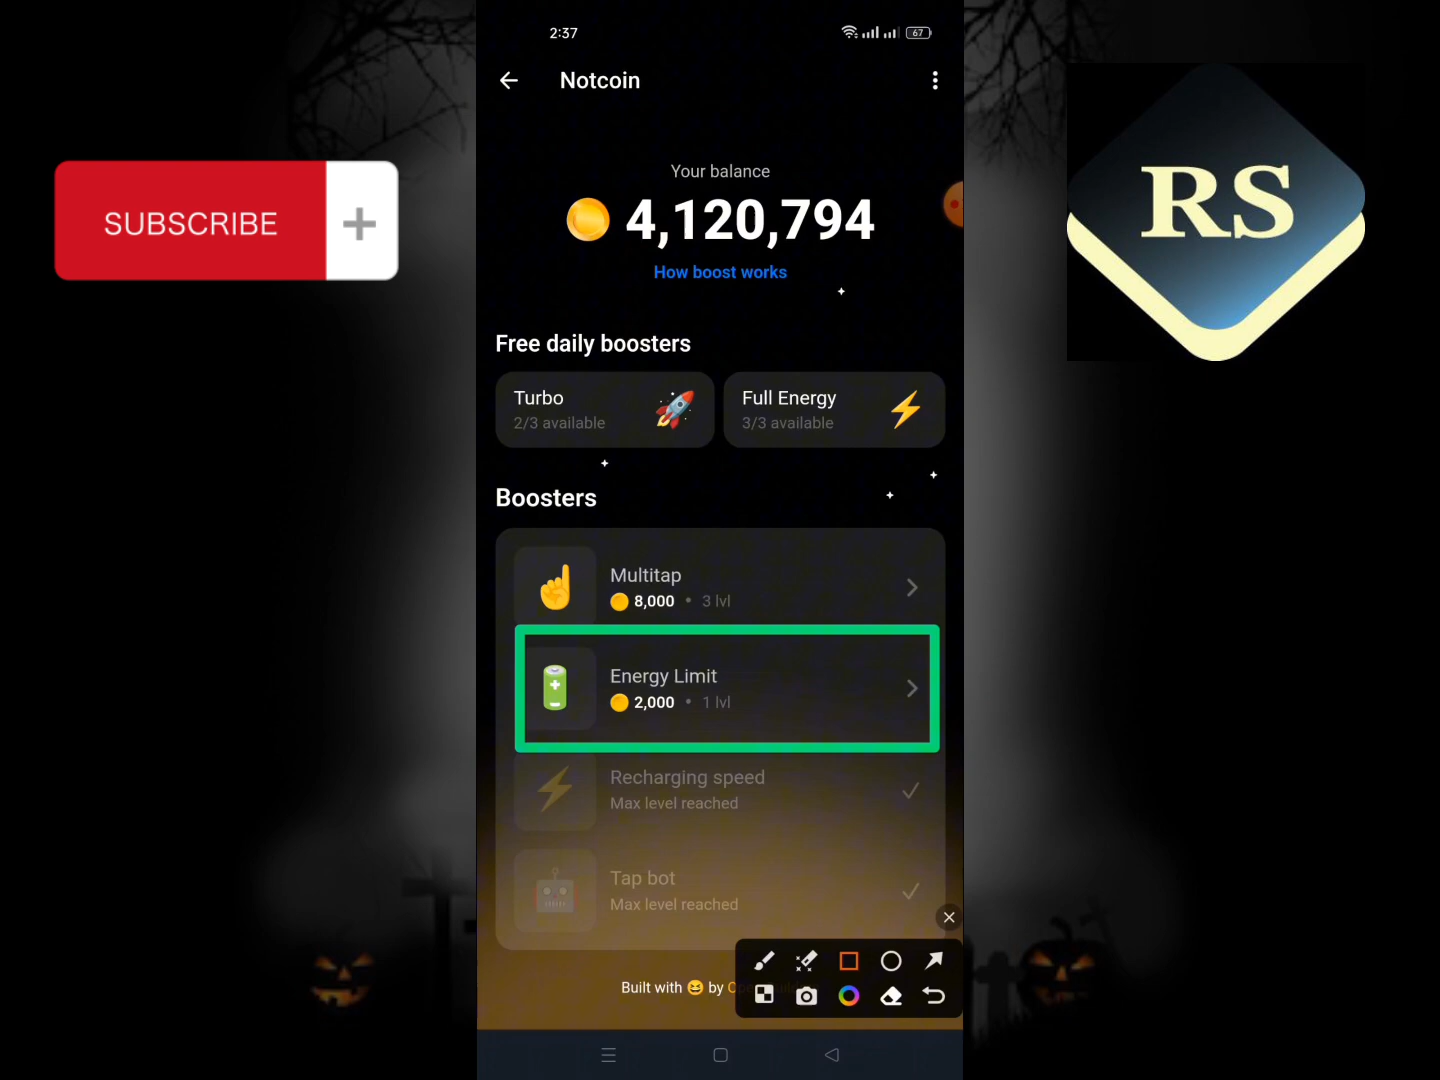 2:37
67
Notcoin
SUBSCRIBE
RS
Your balance
4,120,794
How boost works
Free daily boosters
Turbo
2/3 available
Full Energy
3/3 available
Boosters
Multitap
8,000 • 3 lvl
Energy Limit
2,000 • 1 lvl
Recharging speed
Max level reached
Tap bot
Max level reached
Built with 😆 by